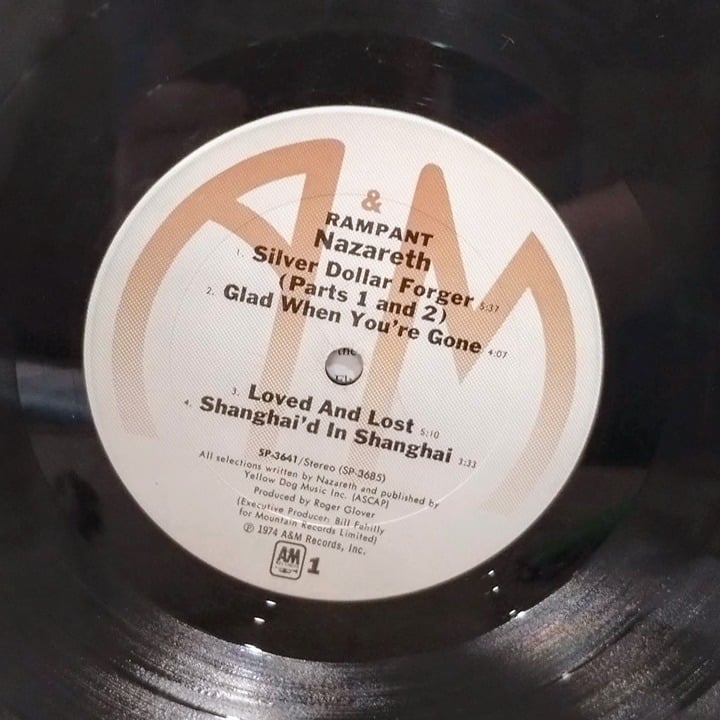 A&M
RAMPANT
Nazareth
1. Silver Dollar Forger 5:37
(Parts 1 and 2)
2. Glad When You're Gone 4:07
3. Loved And Lost 5:10
4. Shanghai'd In Shanghai 3:33
SP-3641/Stereo (SP-3685)
All selections written by Nazareth and published by
Yellow Dog Music Inc. (ASCAP)
Produced by Roger Glover
(Executive Producer: Bill Fehilly
for Mountain Records Limited)
℗ 1974 A&M Records, Inc.
AM 1